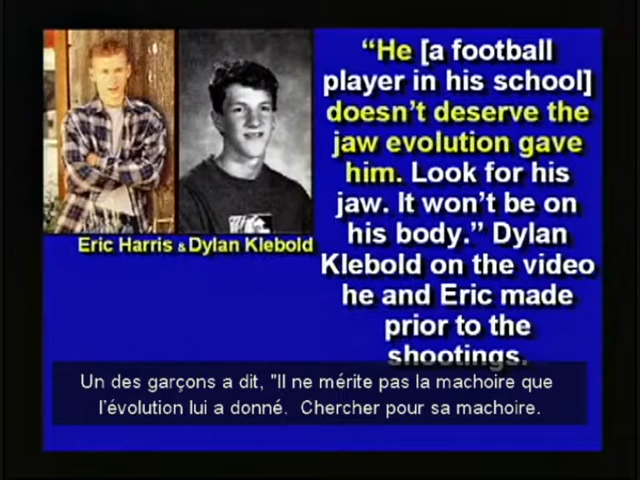 "He [a football
player in his school]
doesn't deserve the
jaw evolution gave
him. Look for his
jaw. It won't be on
his body." Dylan
Klebold on the video
he and Eric made
prior to the
shootings.
Eric Harris & Dylan Klebold
Un des garçons a dit, "Il ne mérite pas la machoire que
l'évolution lui a donné. Chercher pour sa machoire.